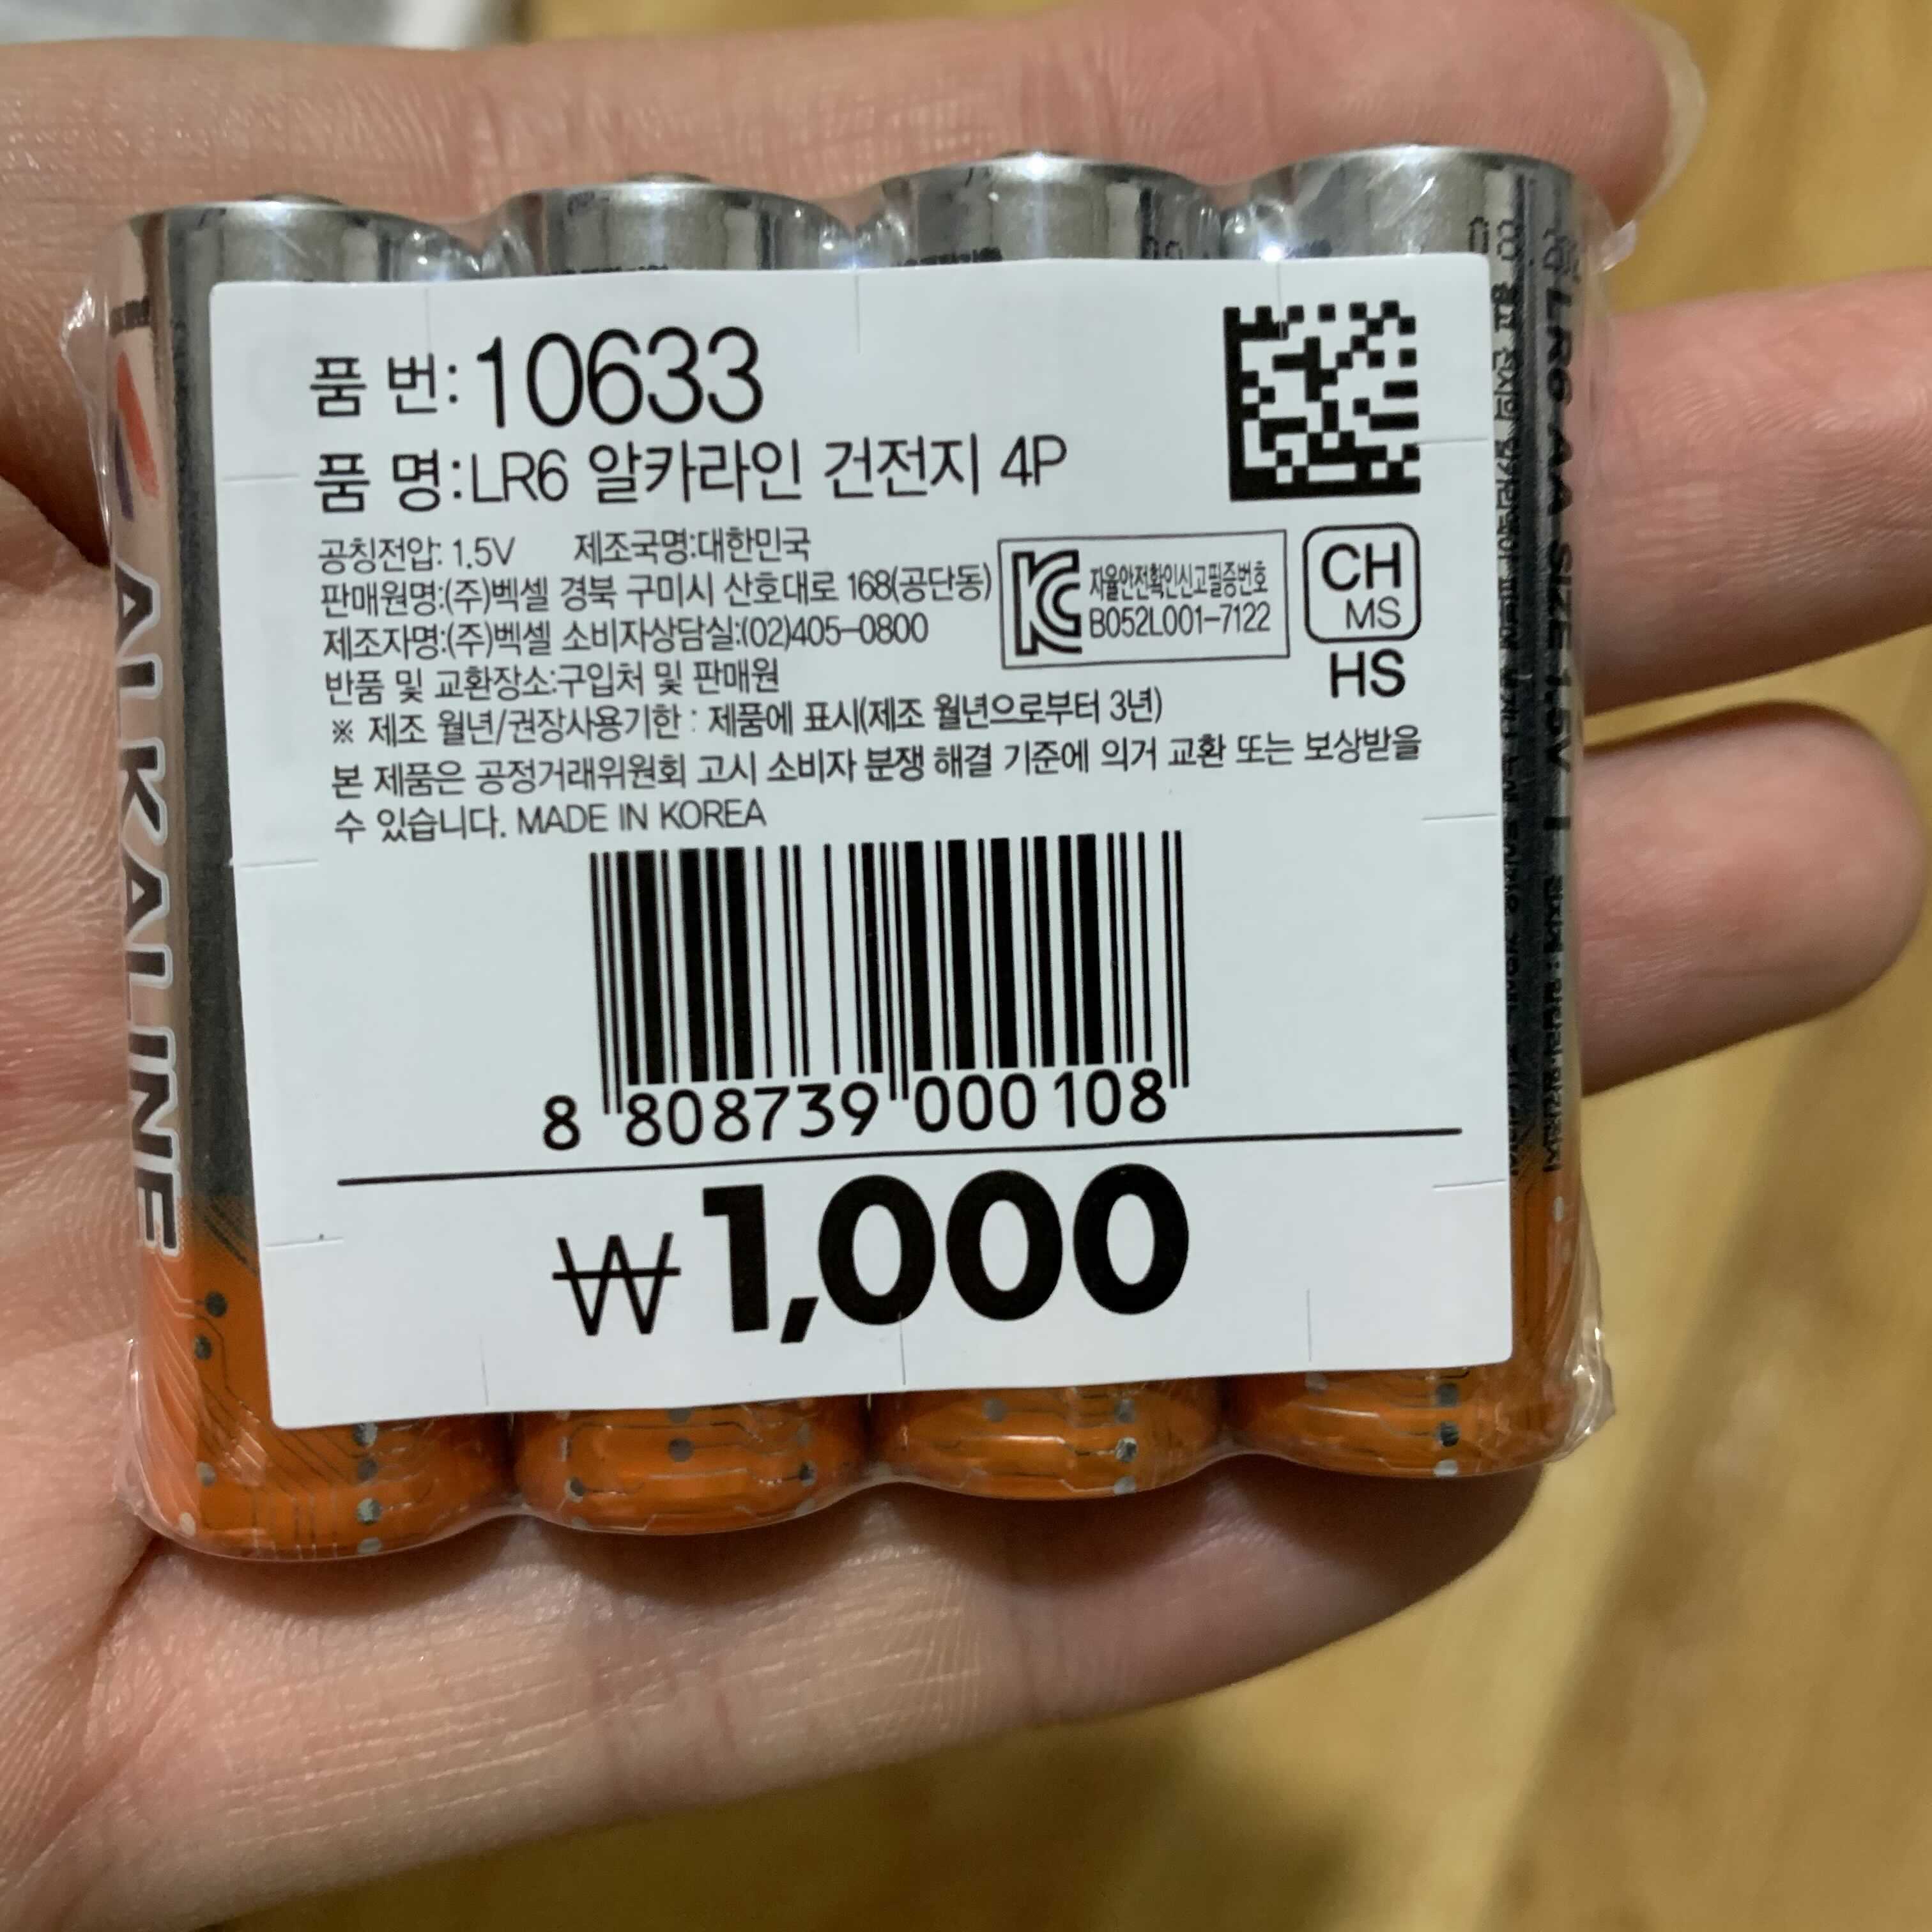 품 번:10633
품 명:LR6 알카라인 건전지 4P
공칭전압: 1.5V 제조국명:대한민국
판매원명:(주)벡셀 경북 구미시 산호대로 168(공단동)
제조자명:(주)벡셀 소비자상담실:(02)405-0800
반품 및 교환장소:구입처 및 판매원
자율안전확인신고필증번호
B052L001-7122
CH
MS
HS
※ 제조 월년/권장사용기한 : 제품에 표시(제조 월년으로부터 3년)
본 제품은 공정거래위원회 고시 소비자 분쟁 해결 기준에 의거 교환 또는 보상받을
수 있습니다. MADE IN KOREA
8 808739 000108
₩1,000
ALKALINE
LR6 AA SIZE 1.5V